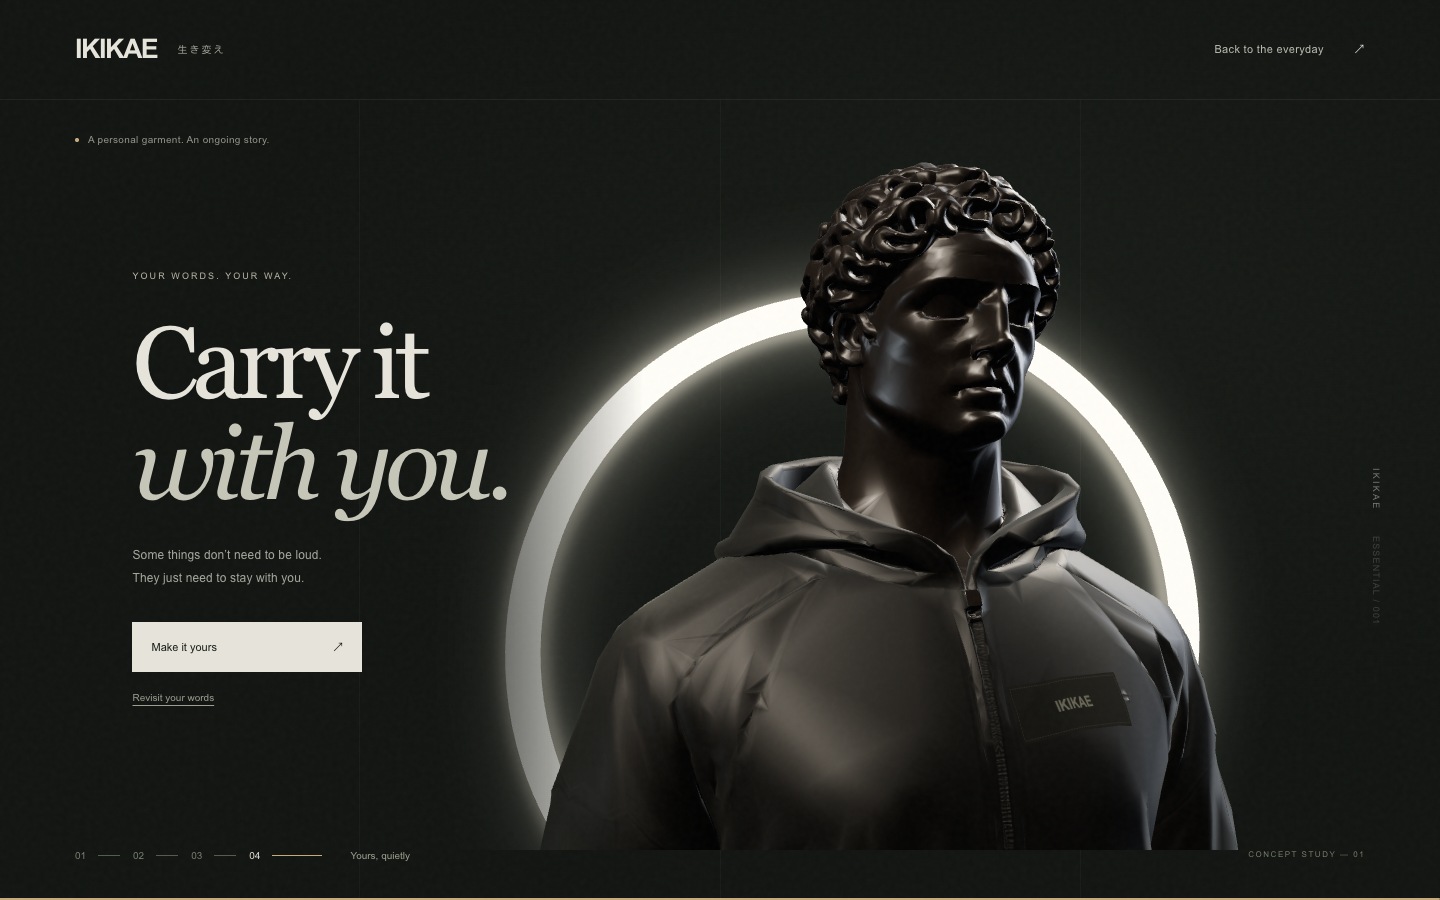 IKIKAE 生き変え
Back to the everyday ↗
A personal garment. An ongoing story.
YOUR WORDS. YOUR WAY.
Carry it
with you.
Some things don’t need to be loud.
They just need to stay with you.
Make it yours ↗
Revisit your words
IKIKAE
IKIKAE ESSENTIAL / 001
01 02 03 04 Yours, quietly
CONCEPT STUDY — 01